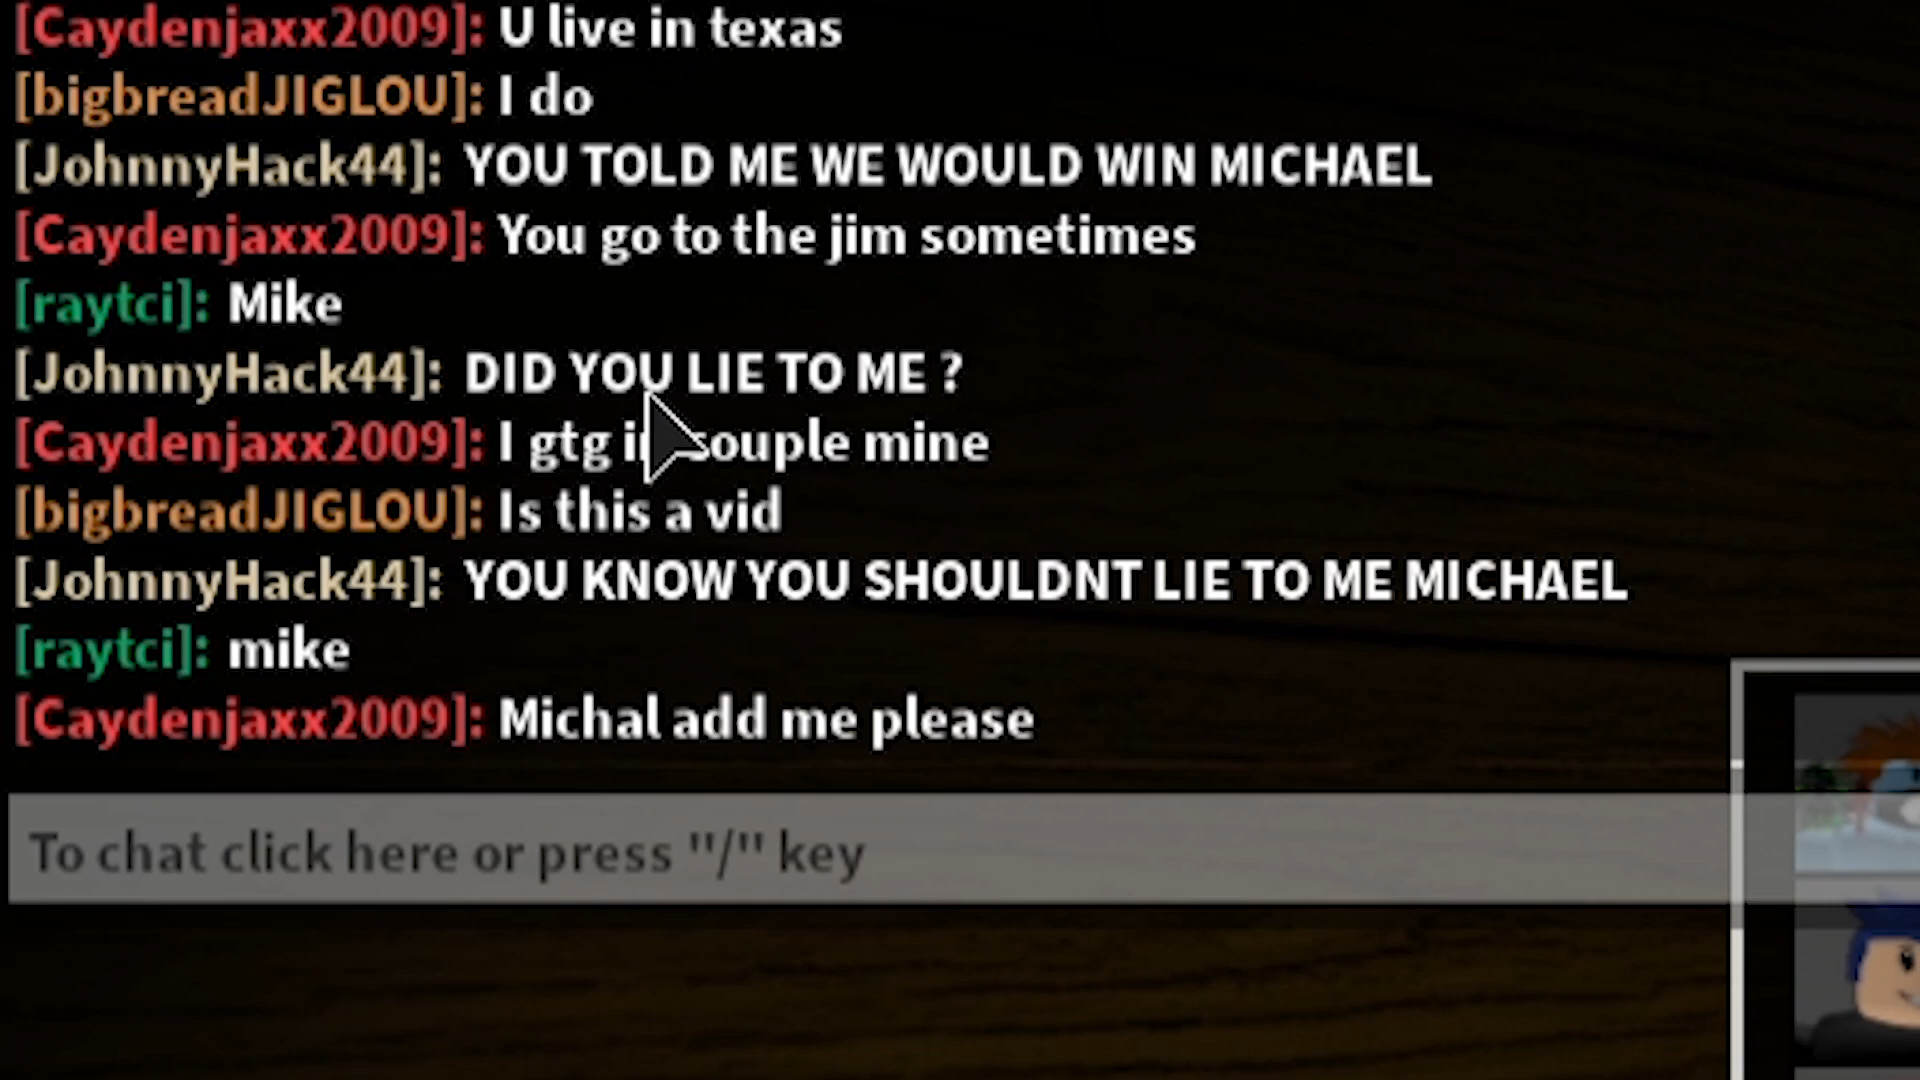 [Caydenjaxx2009]: U live in texas
[bigbreadJIGLOU]: I do
[JohnnyHack44]: YOU TOLD ME WE WOULD WIN MICHAEL
[Caydenjaxx2009]: You go to the jim sometimes
[raytci]: Mike
[JohnnyHack44]: DID YOU LIE TO ME ?
[Caydenjaxx2009]: I gtg in couple mine
[bigbreadJIGLOU]: Is this a vid
[JohnnyHack44]: YOU KNOW YOU SHOULDNT LIE TO ME MICHAEL
[raytci]: mike
[Caydenjaxx2009]: Michal add me please
To chat click here or press "/" key